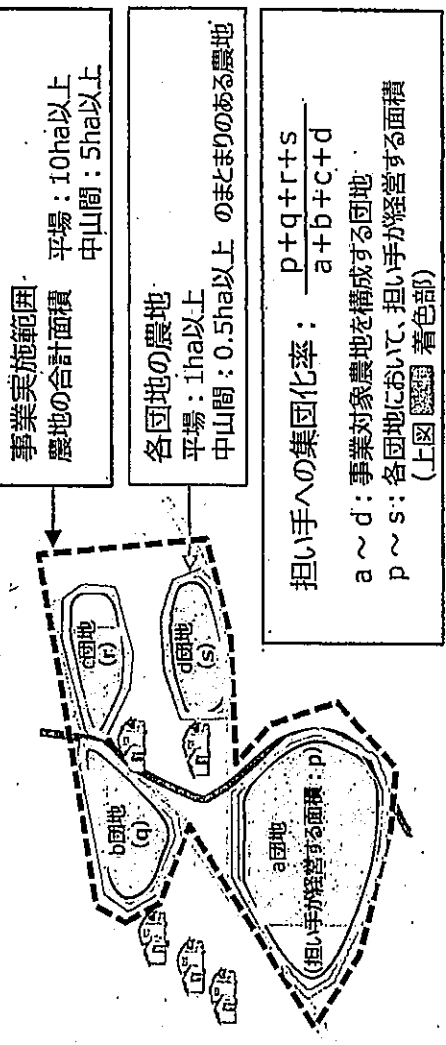 事業実施範囲
農地の合計面積 平場:10ha以上
中山間:5ha以上
各団地の農地
平場:1ha以上
中山間:0.5ha以上 のまとまりのある農地
担い手への集団化率: p+q+r+s
a+b+c+d
a~d:事業対象農地を構成する団地
p~s:各団地において、担い手が経営する面積
(上図 着色部)
b団地
(q)
c団地
(r)
d団地
(s)
a団地
(担い手が経営する面積:p)